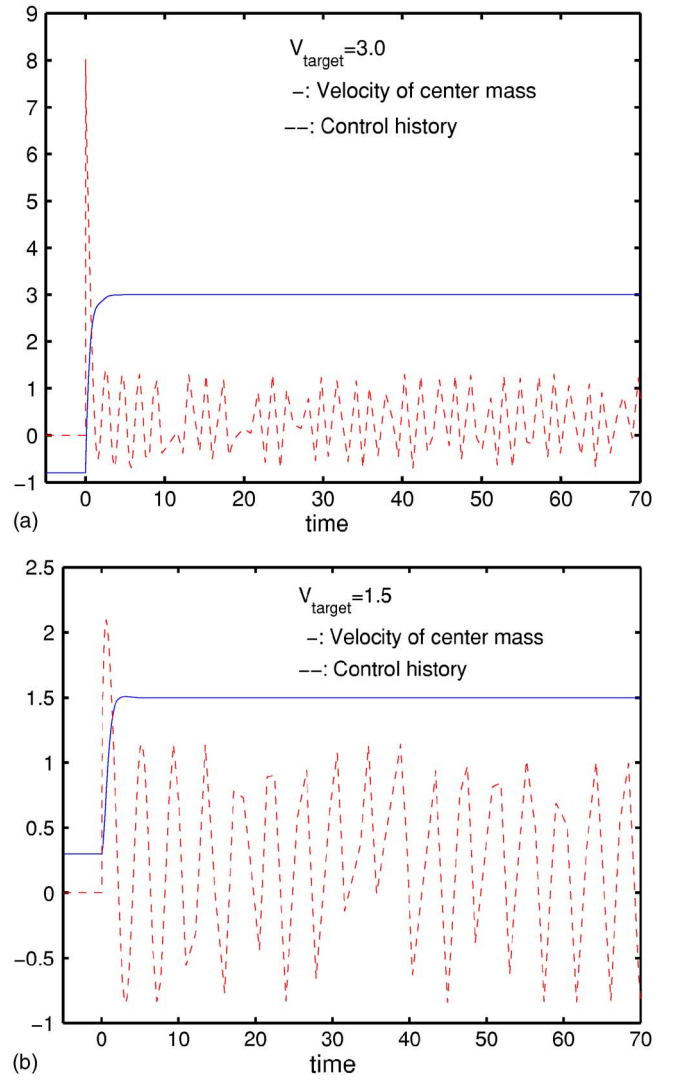 9
8
7
6
5
4
3
2
1
0
−1
V_target=3.0
−: Velocity of center mass
−−: Control history
0 10 20 30 40 50 60 70
(a)
time
2.5
2
1.5
1
0.5
0
−0.5
−1
V_target=1.5
−: Velocity of center mass
−−: Control history
0 10 20 30 40 50 60 70
(b)
time